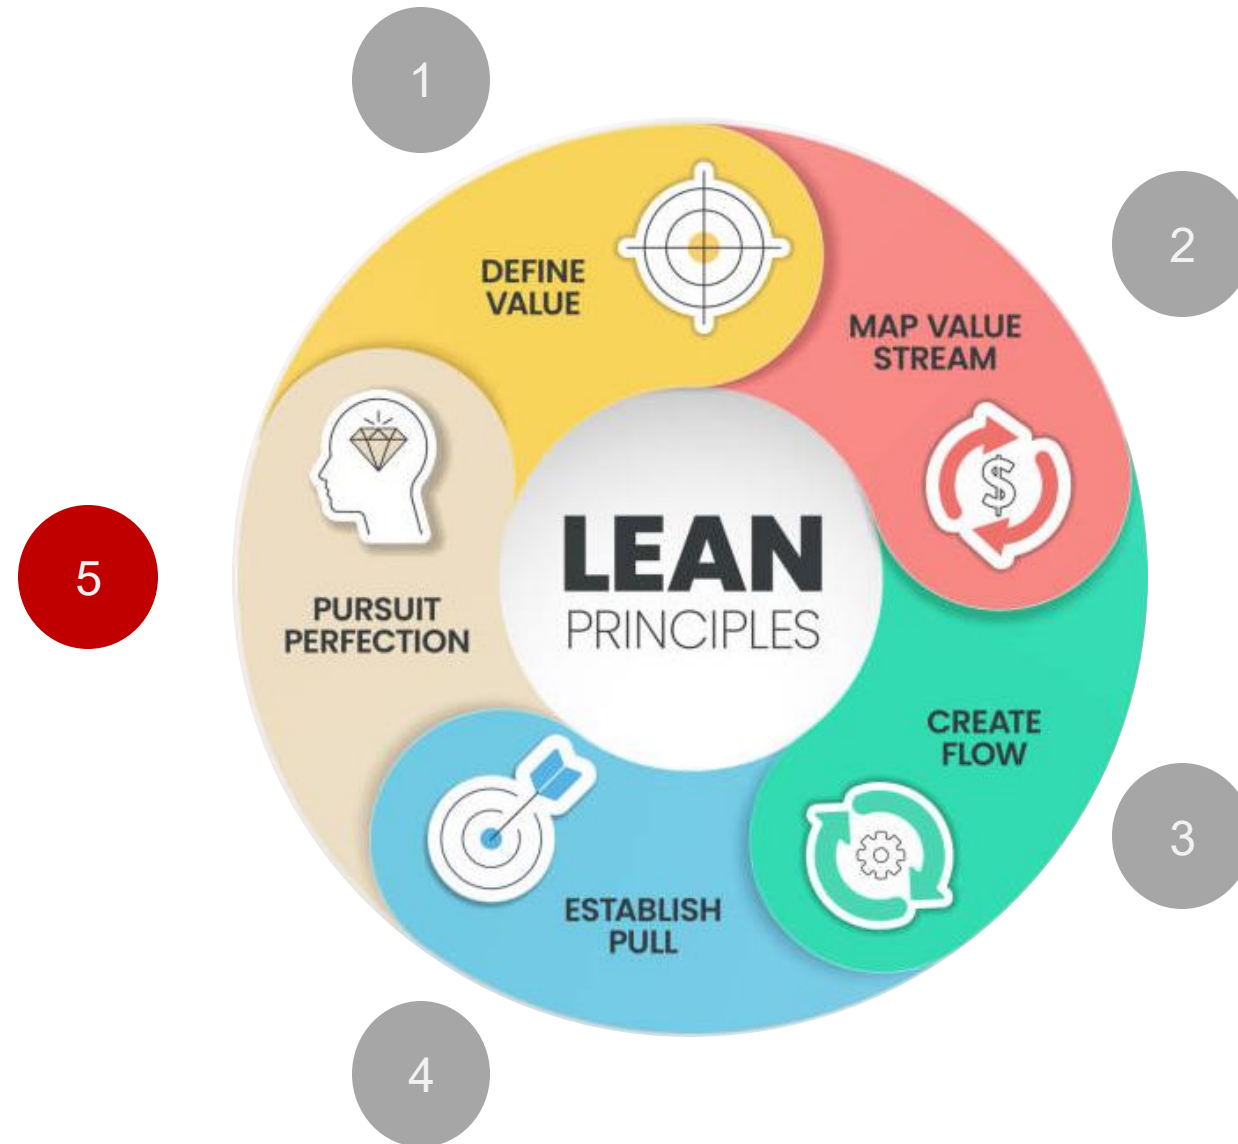 1
2
DEFINE
VALUE
MAP VALUE
STREAM
$
LEAN
PRINCIPLES
5
PURSUIT
PERFECTION
CREATE
FLOW
3
ESTABLISH
PULL
4